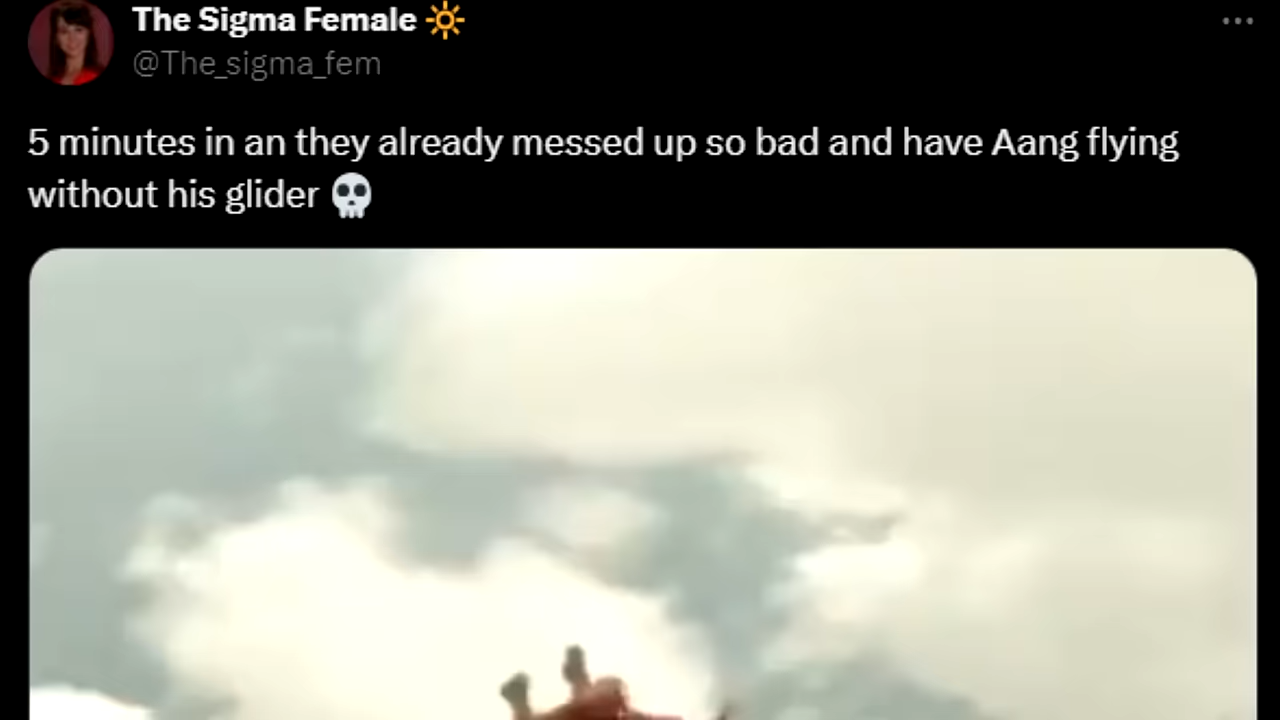 The Sigma Female 🔆
@The_sigma_fem
5 minutes in an they already messed up so bad and have Aang flying
without his glider 💀